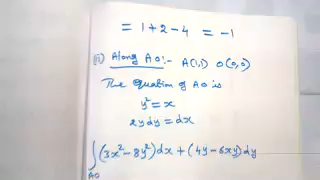 = 1+2-4 = -1
(ii) Along AO:- A(1,1) O(0,0)
The equation of AO is
y² = x
2y dy = dx
∫ (3x²-8y²)dx + (4y-6xy)dy
AO